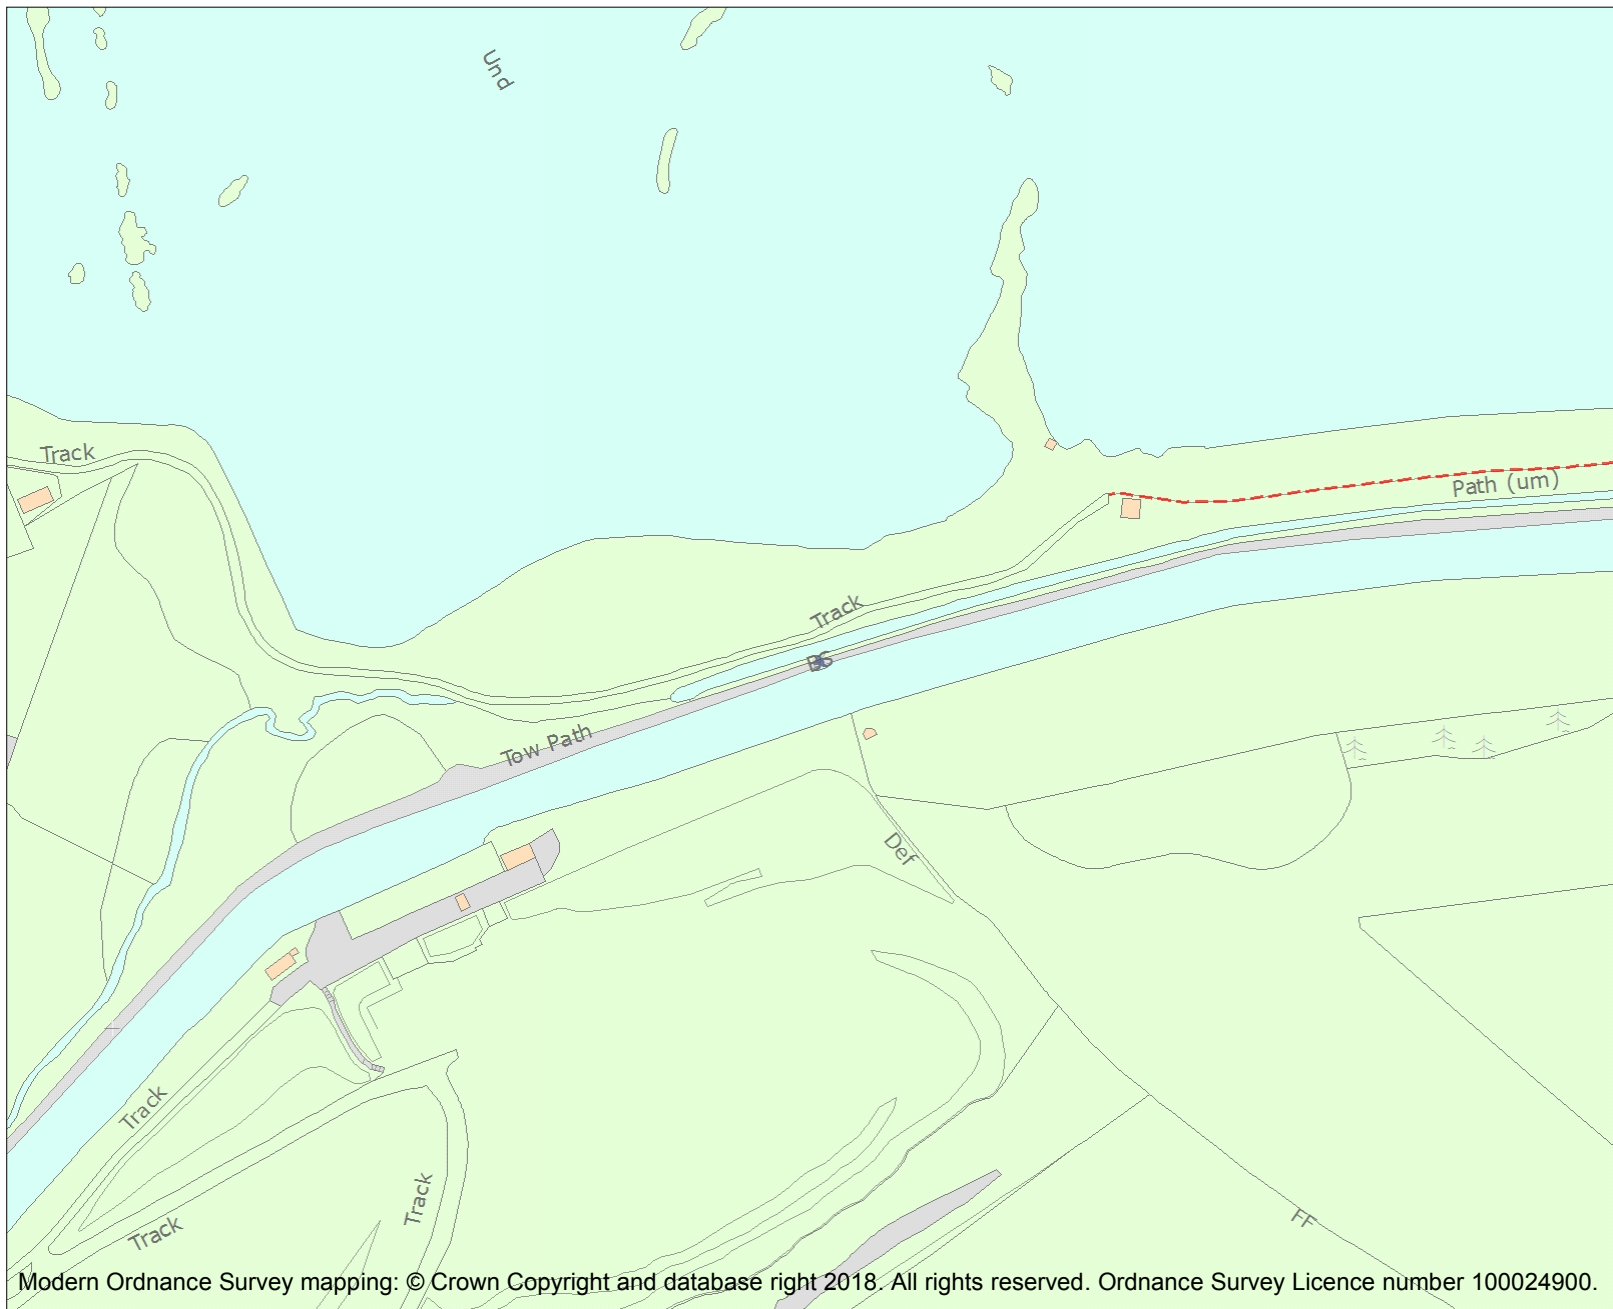 Und
Track
Path (um)
Track
BS
Tow Path
Def
Track
Track
Track
FF
Modern Ordnance Survey mapping: © Crown Copyright and database right 2018. All rights reserved. Ordnance Survey Licence number 100024900.